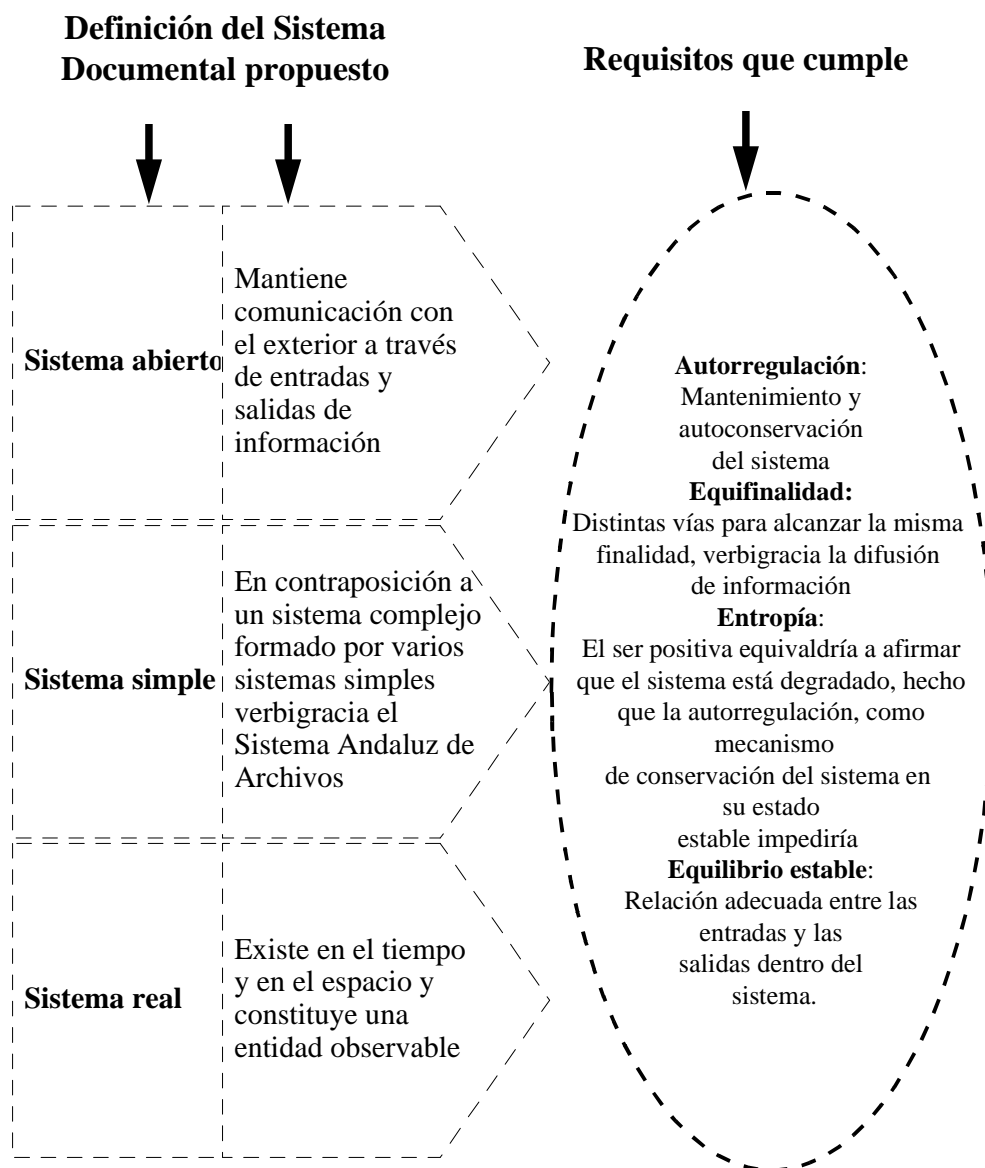 Definición del Sistema
Documental propuesto
Requisitos que cumple
Sistema abierto
Mantiene
comunicación con
el exterior a través
de entradas y
salidas de
información
Sistema simple
En contraposición a
un sistema complejo
formado por varios
sistemas simples
verbigracia el
Sistema Andaluz de
Archivos
Sistema real
Existe en el tiempo
y en el espacio y
constituye una
entidad observable
Autorregulación:
Mantenimiento y
autoconservación
del sistema
Equifinalidad:
Distintas vías para alcanzar la misma
finalidad, verbigracia la difusión
de información
Entropía:
El ser positiva equivaldría a afirmar
que el sistema está degradado, hecho
que la autorregulación, como
mecanismo
de conservación del sistema en
su estado
estable impediría
Equilibrio estable:
Relación adecuada entre las
entradas y las
salidas dentro del
sistema.